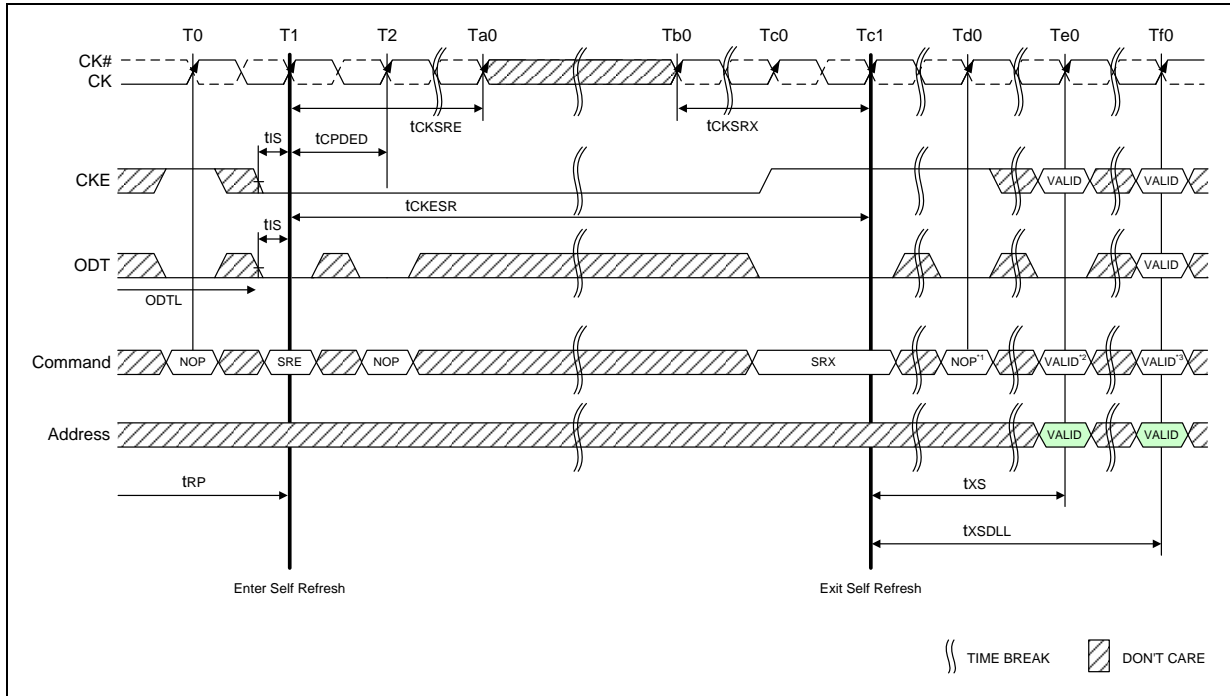 T0 T1 T2 Ta0 Tb0 Tc0 Tc1 Td0 Te0 Tf0
CK#
CK
tCKSRE tCKSRX
tIS tCPDED
CKE VALID VALID
tCKESR
tIS
ODT VALID
ODTL
Command NOP SRE NOP SRX NOP*1 VALID*2 VALID*3
Address VALID VALID
tRP tXS
tXSDLL
Enter Self Refresh Exit Self Refresh
TIME BREAK DON'T CARE